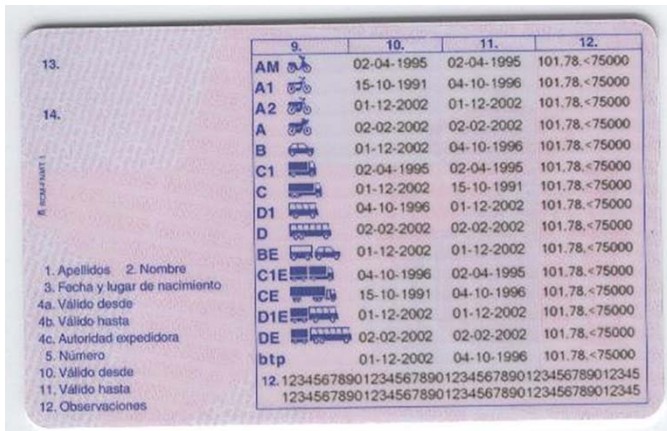 9. 10. 11. 12.
13.
14.
AM 02-04-1995 02-04-1995 101.78.<75000
A1 15-10-1991 04-10-1996 101.78.<75000
A2 01-12-2002 01-12-2002 101.78.<75000
A 02-02-2002 02-02-2002 101.78.<75000
B 01-12-2002 04-10-1996 101.78.<75000
C1 02-04-1995 02-04-1995 101.78.<75000
C 01-12-2002 15-10-1991 101.78.<75000
D1 04-10-1996 01-12-2002 101.78.<75000
D 02-02-2002 02-02-2002 101.78.<75000
BE 01-12-2002 01-12-2002 101.78.<75000
C1E 04-10-1996 02-04-1995 101.78.<75000
CE 15-10-1991 04-10-1996 101.78.<75000
D1E 01-12-2002 01-12-2002 101.78.<75000
DE 02-02-2002 02-02-2002 101.78.<75000
btp 01-12-2002 04-10-1996 101.78.<75000
12.123456789012345678901234567890123456789012345
123456789012345678901234567890123456789012345
1. Apellidos 2. Nombre
3. Fecha y lugar de nacimiento
4a. Válido desde
4b. Válido hasta
4c. Autoridad expedidora
5. Número
10. Válido desde
11. Válido hasta
12. Observaciones